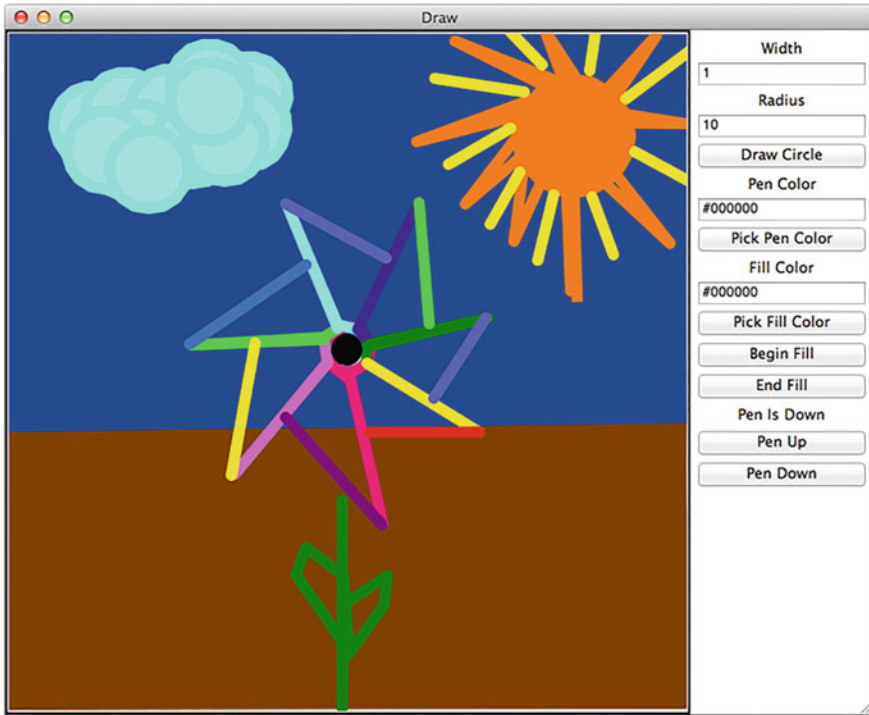 Draw
Width
1
Radius
10
Draw Circle
Pen Color
#000000
Pick Pen Color
Fill Color
#000000
Pick Fill Color
Begin Fill
End Fill
Pen Is Down
Pen Up
Pen Down